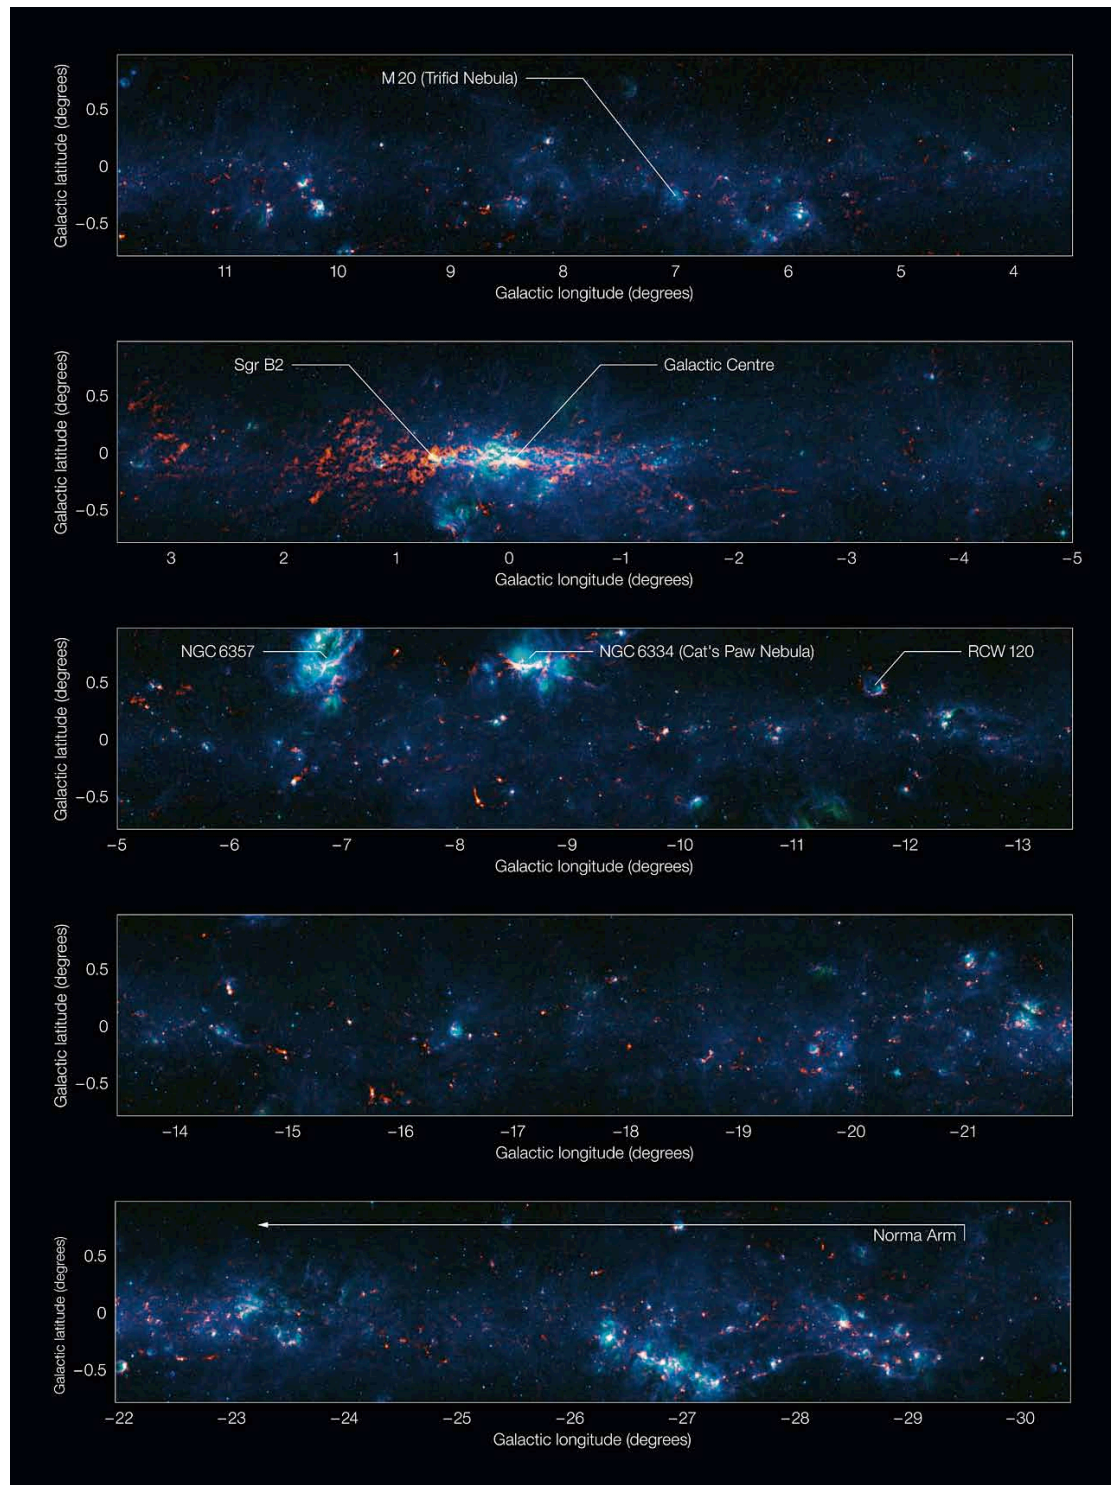 M 20 (Trifid Nebula)
Galactic latitude (degrees)
0.5
0
−0.5
11 10 9 8 7 6 5 4
Galactic longitude (degrees)
Sgr B2
Galactic Centre
Galactic latitude (degrees)
0.5
0
−0.5
3 2 1 0 −1 −2 −3 −4 −5
Galactic longitude (degrees)
NGC 6357
NGC 6334 (Cat's Paw Nebula)
RCW 120
Galactic latitude (degrees)
0.5
0
−0.5
−5 −6 −7 −8 −9 −10 −11 −12 −13
Galactic longitude (degrees)
Galactic latitude (degrees)
0.5
0
−0.5
−14 −15 −16 −17 −18 −19 −20 −21
Galactic longitude (degrees)
Norma Arm
Galactic latitude (degrees)
0.5
0
−0.5
−22 −23 −24 −25 −26 −27 −28 −29 −30
Galactic longitude (degrees)